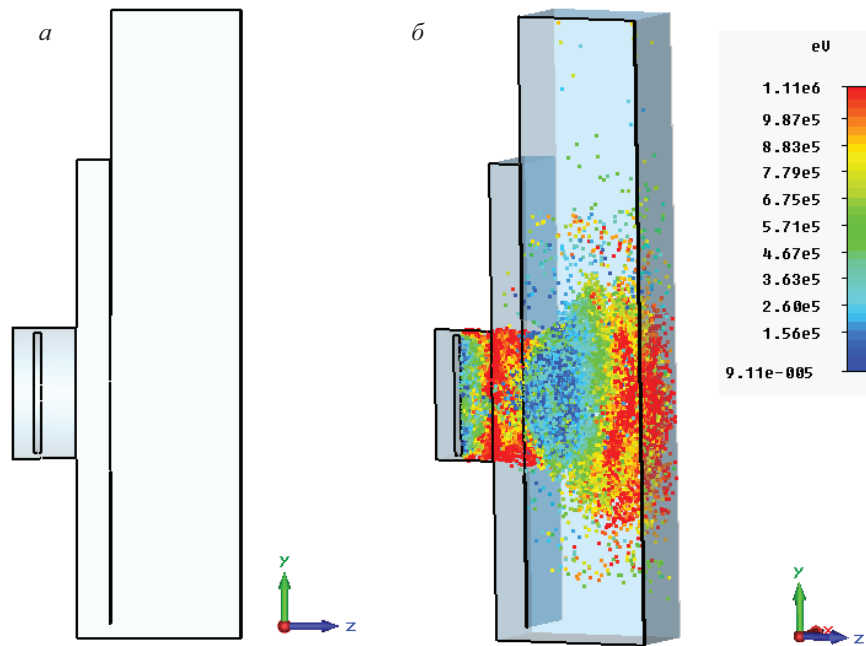 а
б
eV
1.11e6
9.87e5
8.83e5
7.79e5
6.75e5
5.71e5
4.67e5
3.63e5
2.60e5
1.56e5
9.11e-005
y
z
y
x
z